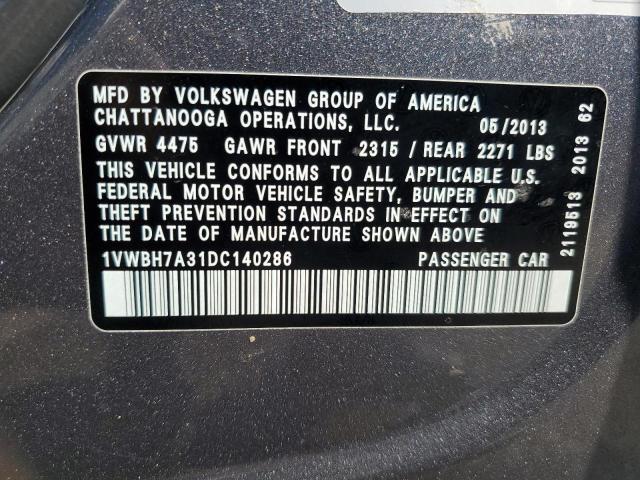 MFD BY VOLKSWAGEN GROUP OF AMERICA
CHATTANOOGA OPERATIONS, LLC. 05/2013
GVWR 4475 GAWR FRONT 2315 / REAR 2271 LBS
THIS VEHICLE CONFORMS TO ALL APPLICABLE U.S.
FEDERAL MOTOR VEHICLE SAFETY, BUMPER AND
THEFT PREVENTION STANDARDS IN EFFECT ON
THE DATE OF MANUFACTURE SHOWN ABOVE
1VWBH7A31DC140286 PASSENGER CAR
2119513 2013 62